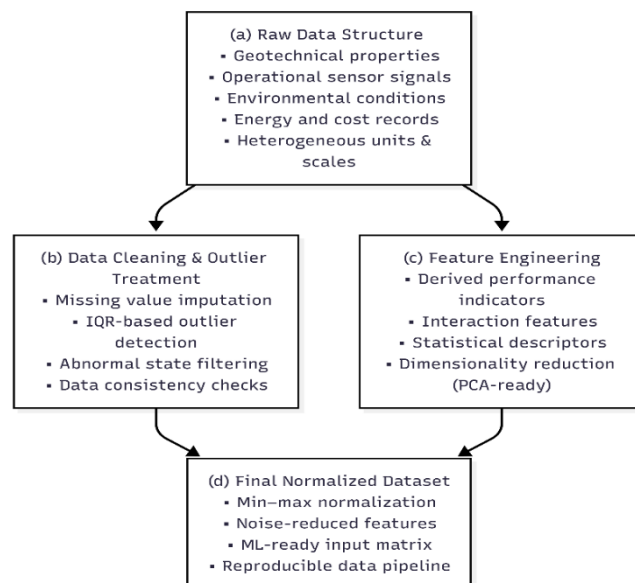 (a) Raw Data Structure
▪ Geotechnical properties
▪ Operational sensor signals
▪ Environmental conditions
▪ Energy and cost records
▪ Heterogeneous units &
scales
(b) Data Cleaning & Outlier
Treatment
▪ Missing value imputation
▪ IQR-based outlier
detection
▪ Abnormal state filtering
▪ Data consistency checks
(c) Feature Engineering
▪ Derived performance
indicators
▪ Interaction features
▪ Statistical descriptors
▪ Dimensionality reduction
(PCA-ready)
(d) Final Normalized Dataset
▪ Min–max normalization
▪ Noise-reduced features
▪ ML-ready input matrix
▪ Reproducible data pipeline